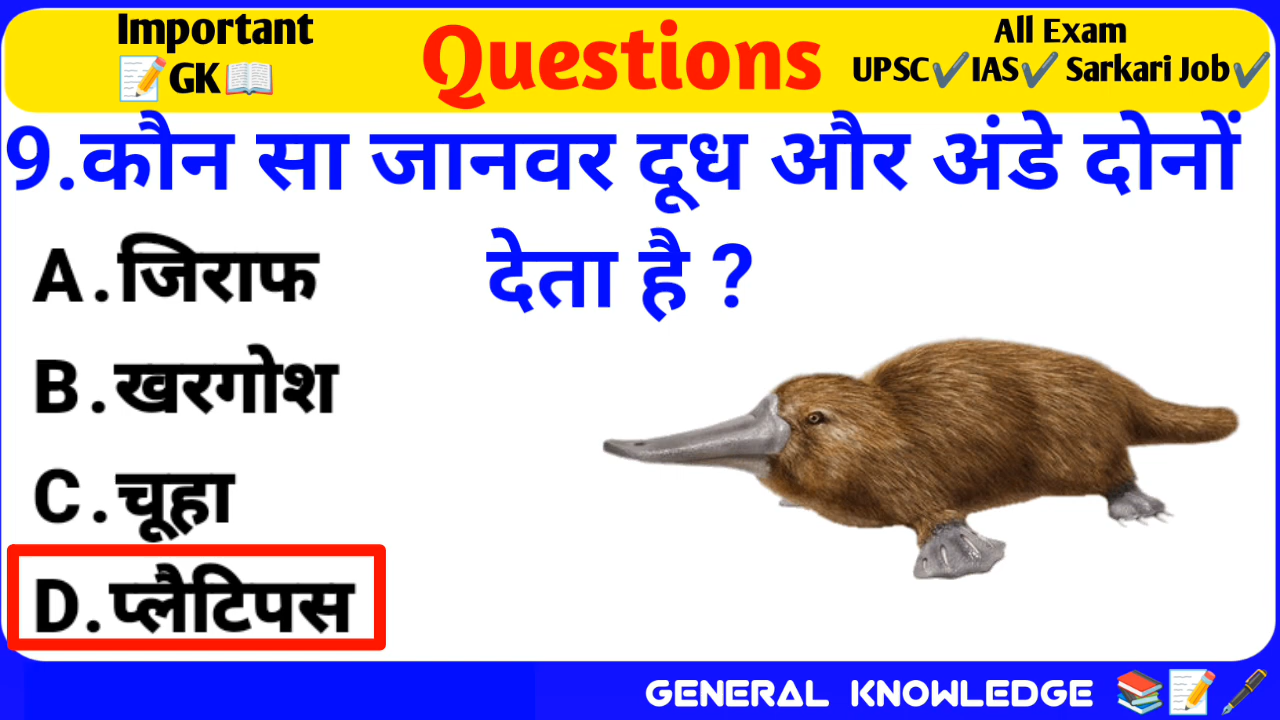 Important
GK
Questions
All Exam
UPSC✔IAS✔ Sarkari Job✔
9.कौन सा जानवर दूध और अंडे दोनों
देता है ?
A.जिराफ
B.खरगोश
C.चूहा
D.प्लैटिपस
GENERAL KNOWLEDGE